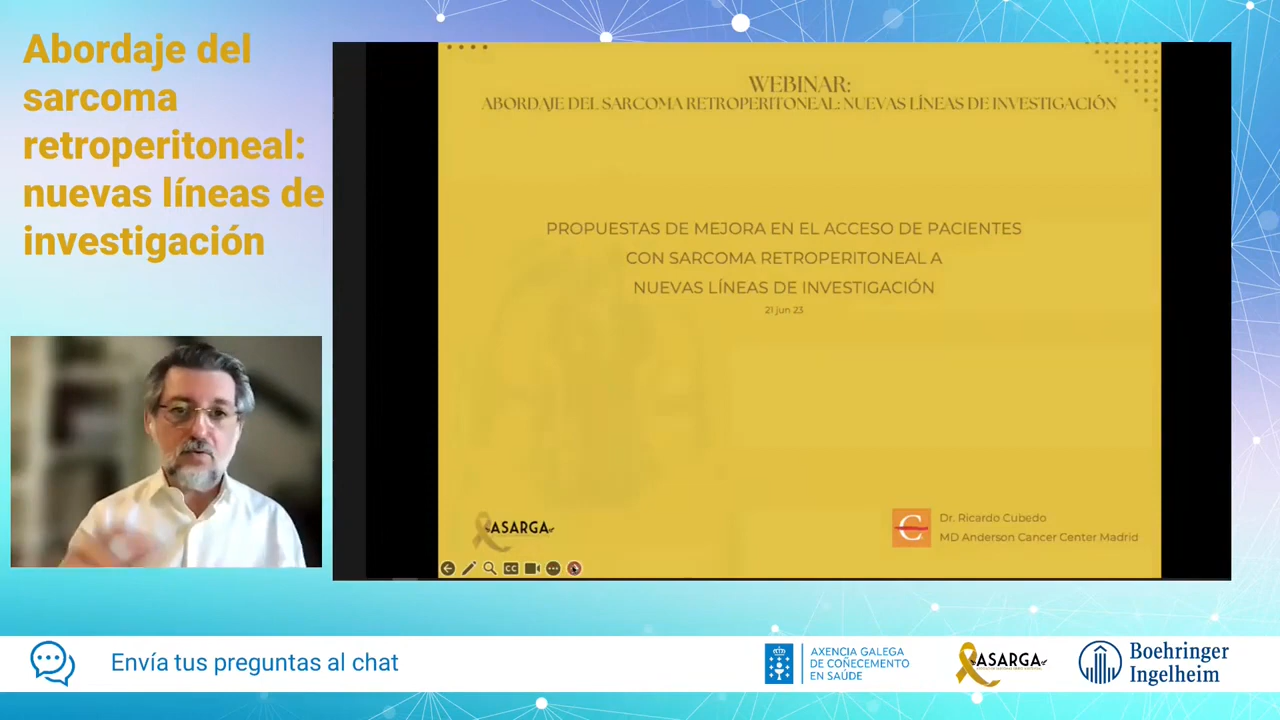 Abordaje del
sarcoma
retroperitoneal:
nuevas líneas de
investigación
WEBINAR:
ABORDAJE DEL SARCOMA RETROPERITONEAL: NUEVAS LÍNEAS DE INVESTIGACIÓN
PROPUESTAS DE MEJORA EN EL ACCESO DE PACIENTES
CON SARCOMA RETROPERITONEAL A
NUEVAS LÍNEAS DE INVESTIGACIÓN
21 jun 23
ASARGA
Dr. Ricardo Cubedo
MD Anderson Cancer Center Madrid
CC
Envía tus preguntas al chat
AXENCIA GALEGA
DE COÑECEMENTO
EN SAÚDE
ASARGA
Boehringer
Ingelheim